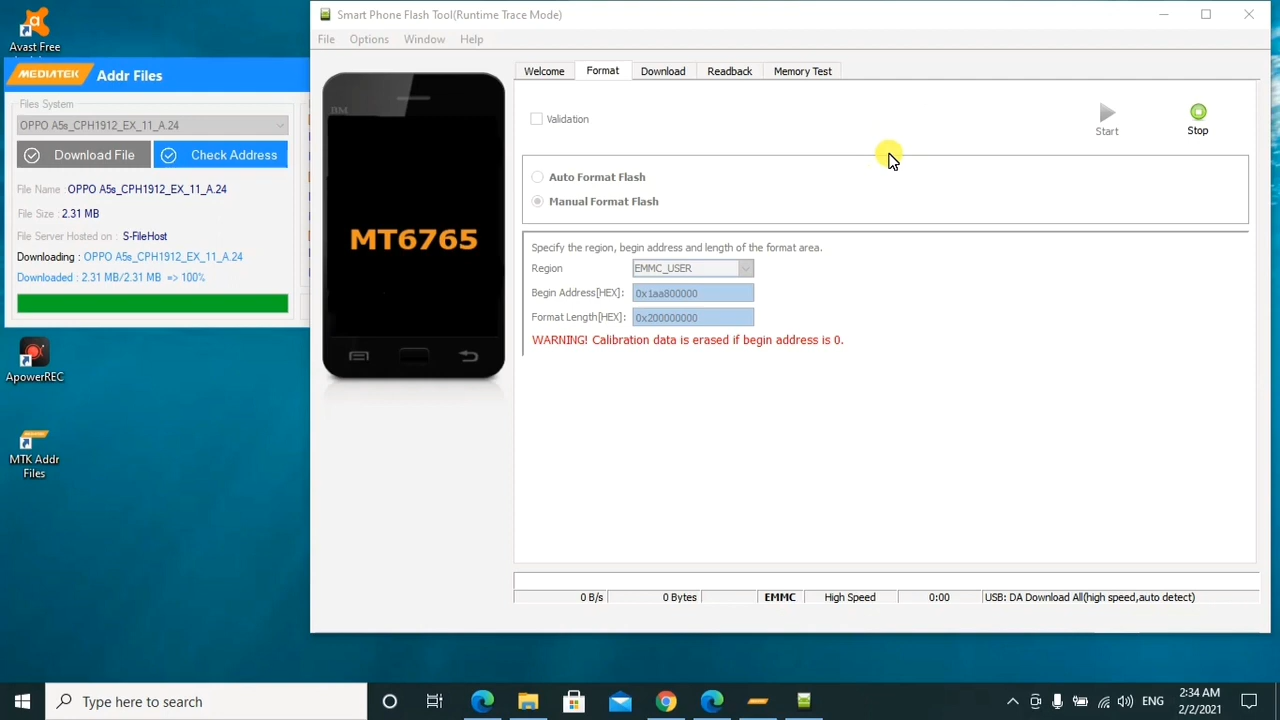 Avast Free
MEDIATEK Addr Files
Files System
OPPO A5s_CPH1912_EX_11_A.24
Download File
Check Address
File Name : OPPO A5s_CPH1912_EX_11_A.24
File Size : 2.31 MB
File Server Hosted on : S-FileHost
Downloading : OPPO A5s_CPH1912_EX_11_A.24
Downloaded : 2.31 MB/2.31 MB => 100%
ApowerREC
MTK Addr
Files
Smart Phone Flash Tool(Runtime Trace Mode)
File Options Window Help
BM
MT6765
Welcome Format Download Readback Memory Test
Validation
Start
Stop
Auto Format Flash
Manual Format Flash
Specify the region, begin address and length of the format area.
Region EMMC_USER
Begin Address[HEX]: 0x1aa800000
Format Length[HEX]: 0x200000000
WARNING! Calibration data is erased if begin address is 0.
0 B/s 0 Bytes EMMC High Speed 0:00 USB: DA Download All(high speed,auto detect)
Type here to search
ENG
2:34 AM
2/2/2021